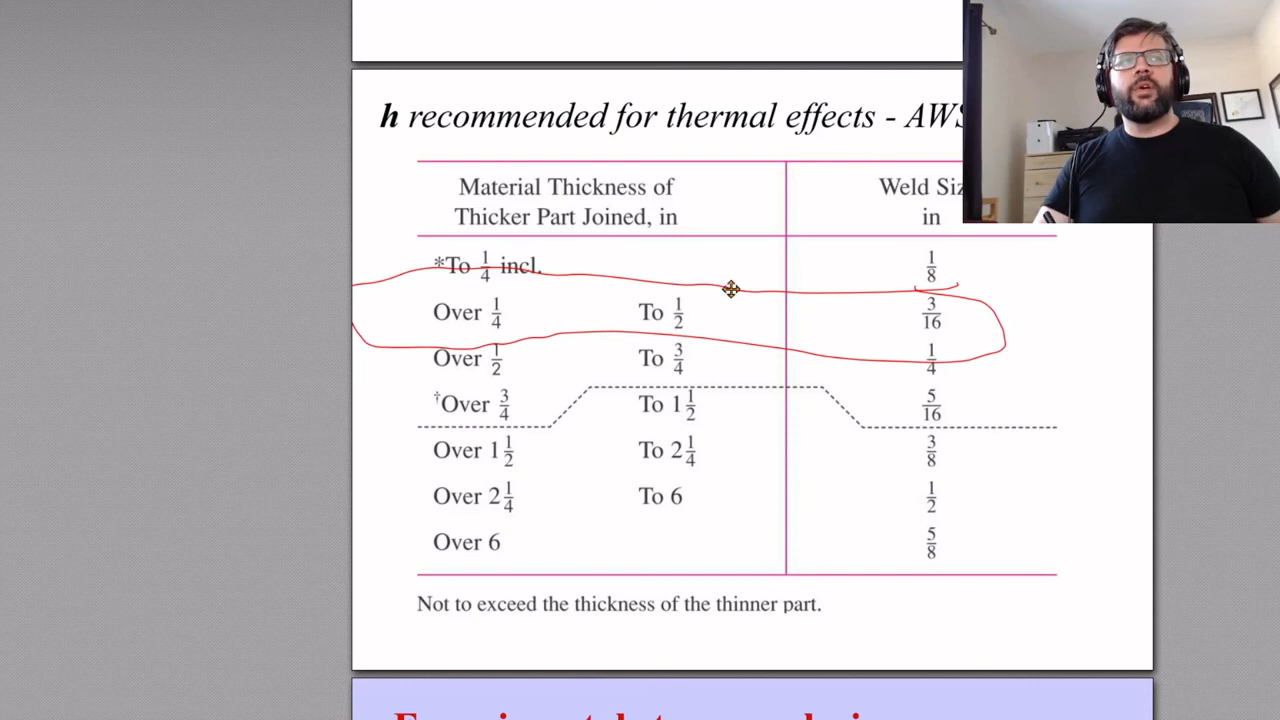 h recommended for thermal effects - AWS
Material Thickness of
Thicker Part Joined, in
Weld Siz
in
*To 1/4 incl. 1/8
Over 1/4 To 1/2 3/16
Over 1/2 To 3/4 1/4
†Over 3/4 To 1 1/2 5/16
Over 1 1/2 To 2 1/4 3/8
Over 2 1/4 To 6 1/2
Over 6 5/8
Not to exceed the thickness of the thinner part.